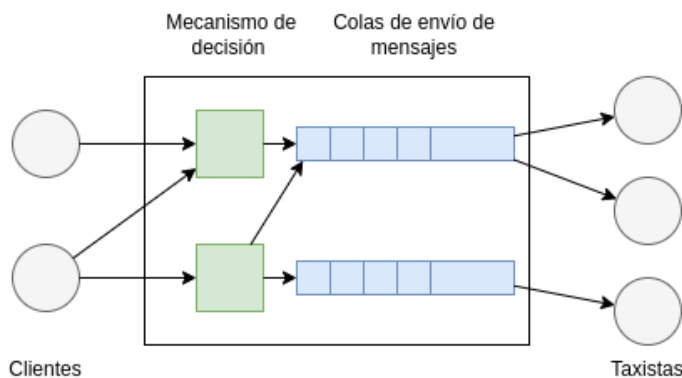 Mecanismo de
decisión
Colas de envío de
mensajes
Clientes
Taxistas